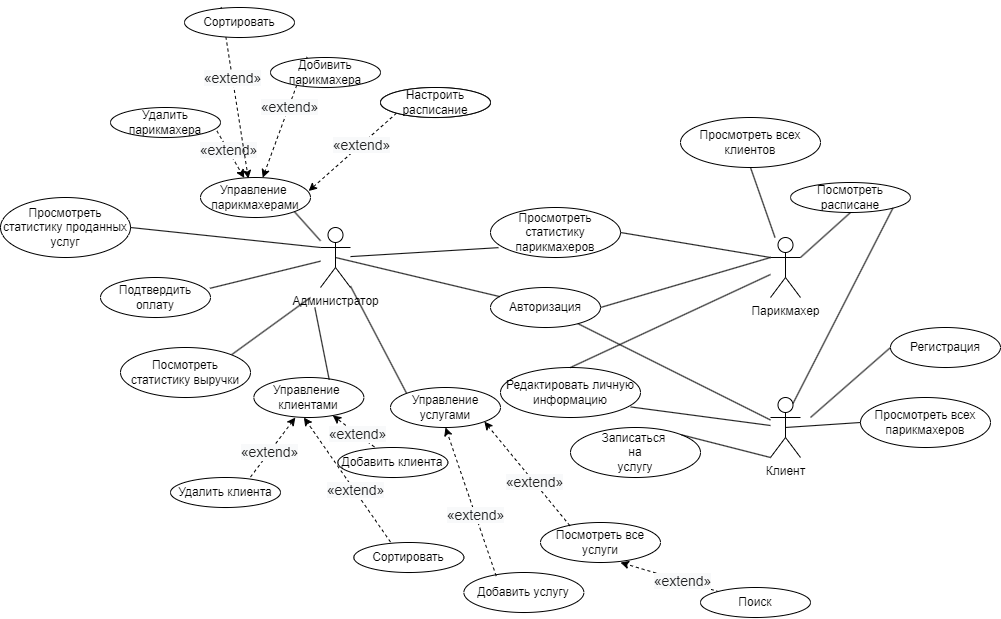 Сортировать
«extend»
Добивить
парикмахера
«extend»
Настроить
расписание
«extend»
Удалить
парикмахера
«extend»
Управление
парикмахерами
Просмотреть всех
клиентов
Посмотреть
расписане
Просмотреть
статистику проданных
услуг
Просмотреть
статистику
парикмахеров
Администратор
Парикмахер
Подтвердить
оплату
Авторизация
Посмотреть
статистику выручки
Регистрация
Управление
клиентами
Управление
услугами
Редактировать личную
информацию
Просмотреть всех
парикмахеров
Записаться
на
услугу
Клиент
«extend»
«extend»
Добавить клиента
Удалить клиента
«extend»
«extend»
«extend»
Сортировать
Посмотреть все
услуги
Добавить услугу
«extend»
Поиск